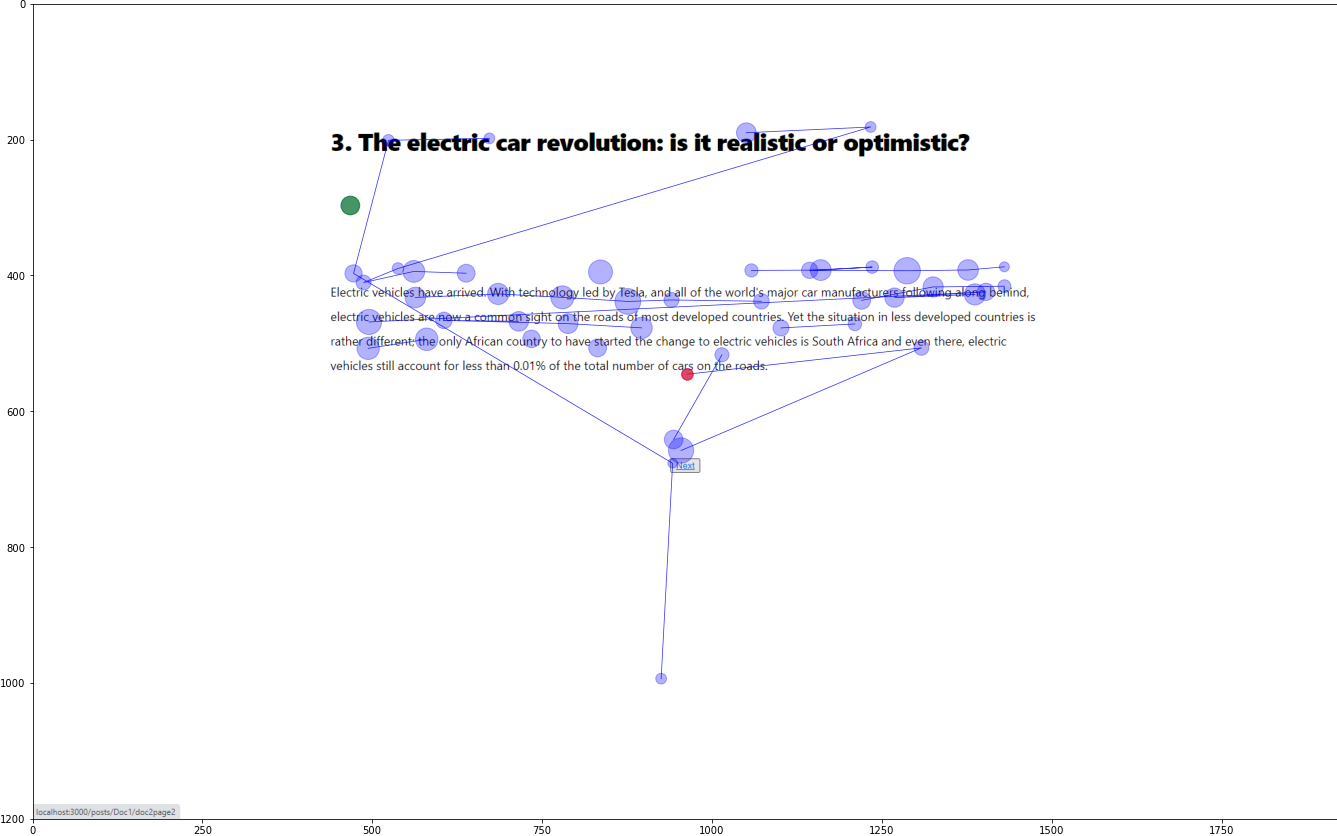 0
200
400
600
800
1000
1200
3. The electric car revolution: is it realistic or optimistic?
Electric vehicles have arrived. With technology led by Tesla, and all of the world's major car manufacturers following along behind,
electric vehicles are now a common sight on the roads of most developed countries. Yet the situation in less developed countries is
rather different; the only African country to have started the change to electric vehicles is South Africa and even there, electric
vehicles still account for less than 0.01% of the total number of cars on the roads.
Next
localhost:3000/posts/Doc1/doc2page2
0 250 500 750 1000 1250 1500 1750